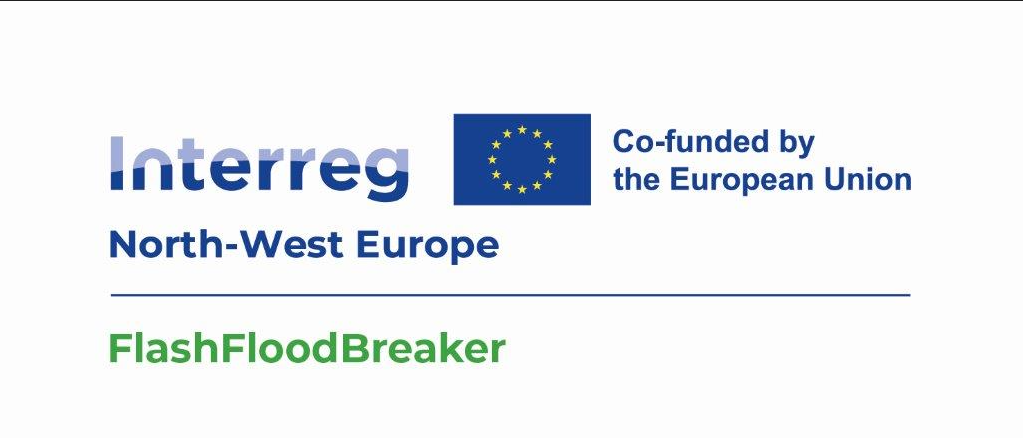 Interreg
Co-funded by
the European Union
North-West Europe
FlashFloodBreaker